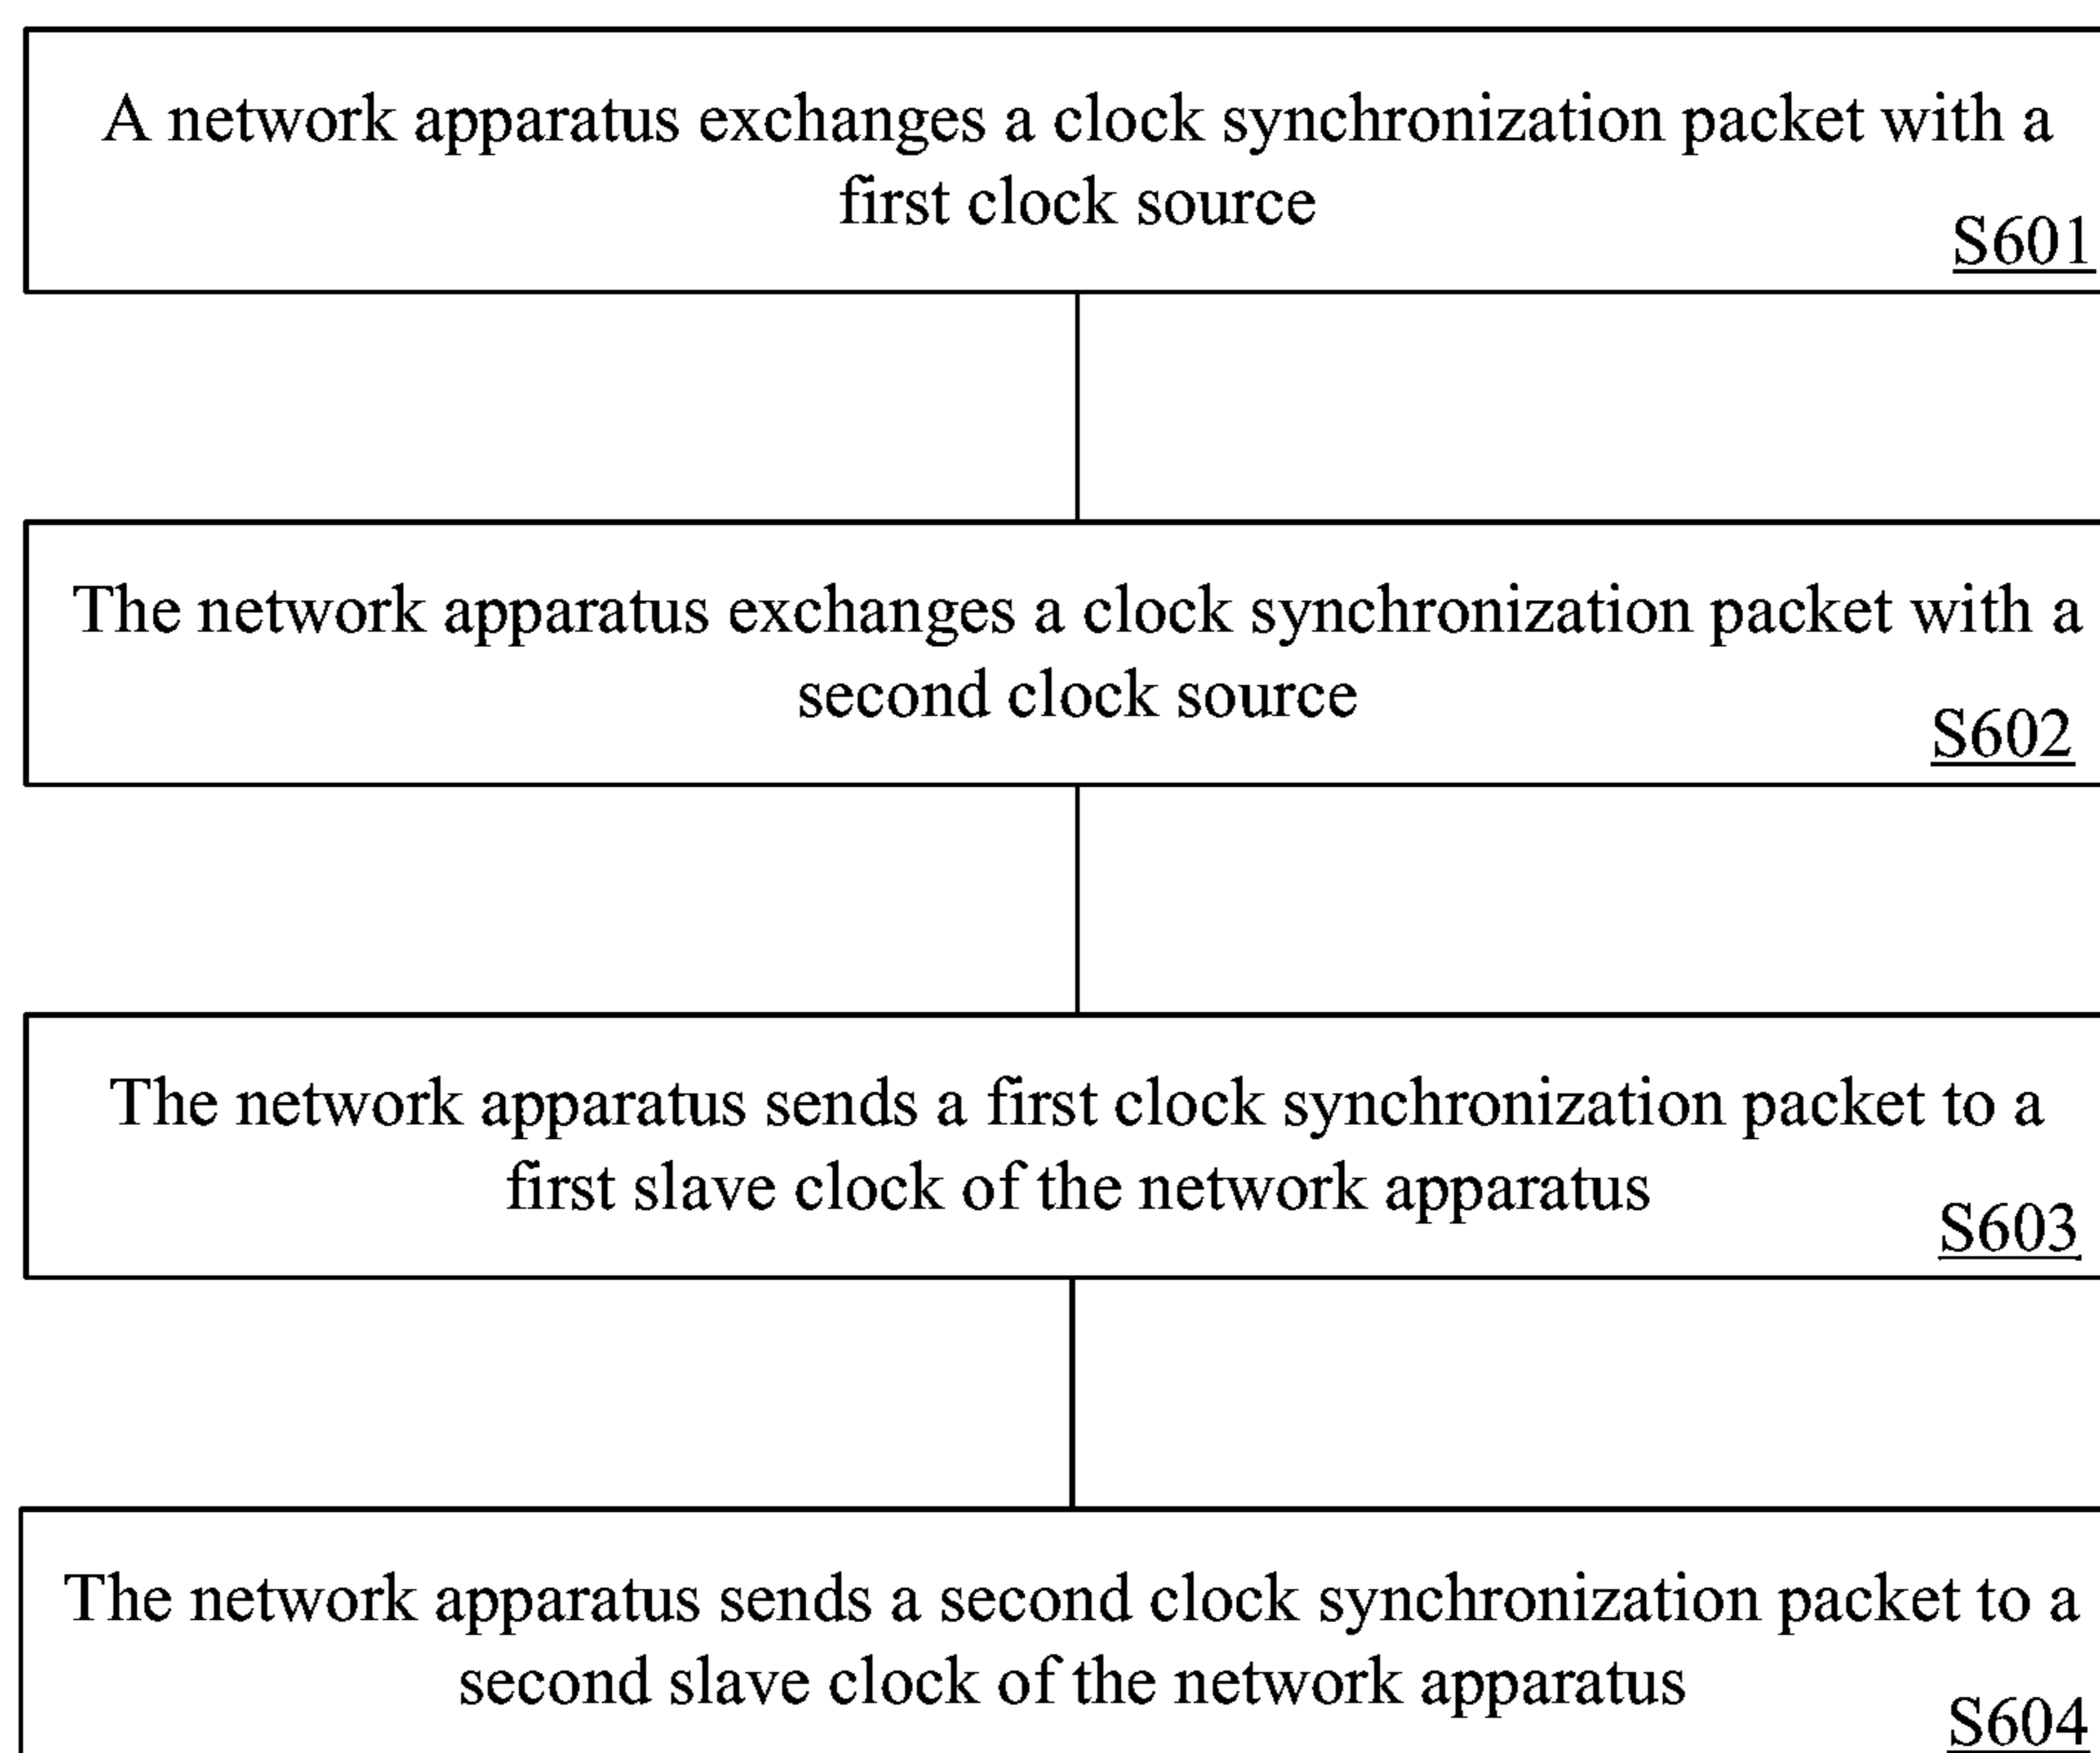 A network apparatus exchanges a clock synchronization packet with a
first clock source
S601
The network apparatus exchanges a clock synchronization packet with a
second clock source
S602
The network apparatus sends a first clock synchronization packet to a
first slave clock of the network apparatus
S603
The network apparatus sends a second clock synchronization packet to a
second slave clock of the network apparatus
S604